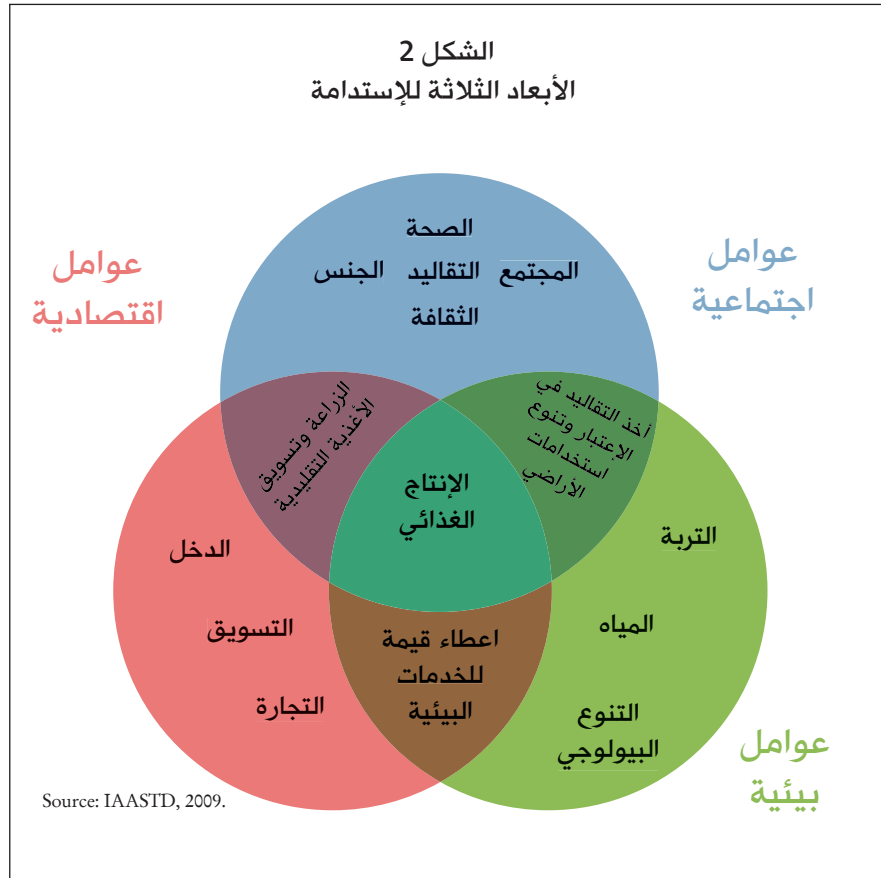 الشكل 2
الأبعاد الثلاثة للإستدامة
عوامل
اجتماعية
عوامل
اقتصادية
الصحة
المجتمع التقاليد الجنس
الثقافة
أخذ التقاليد في
الإعتبار وتنوع
استخدامات
الأراضي
الزراعة وتسويق
الأغذية التقليدية
الإنتاج
الغذائي
التربة
المياه
التنوع
البيولوجي
الدخل
التسويق
التجارة
اعطاء قيمة
للخدمات
البيئية
عوامل
بيئية
Source: IAASTD, 2009.